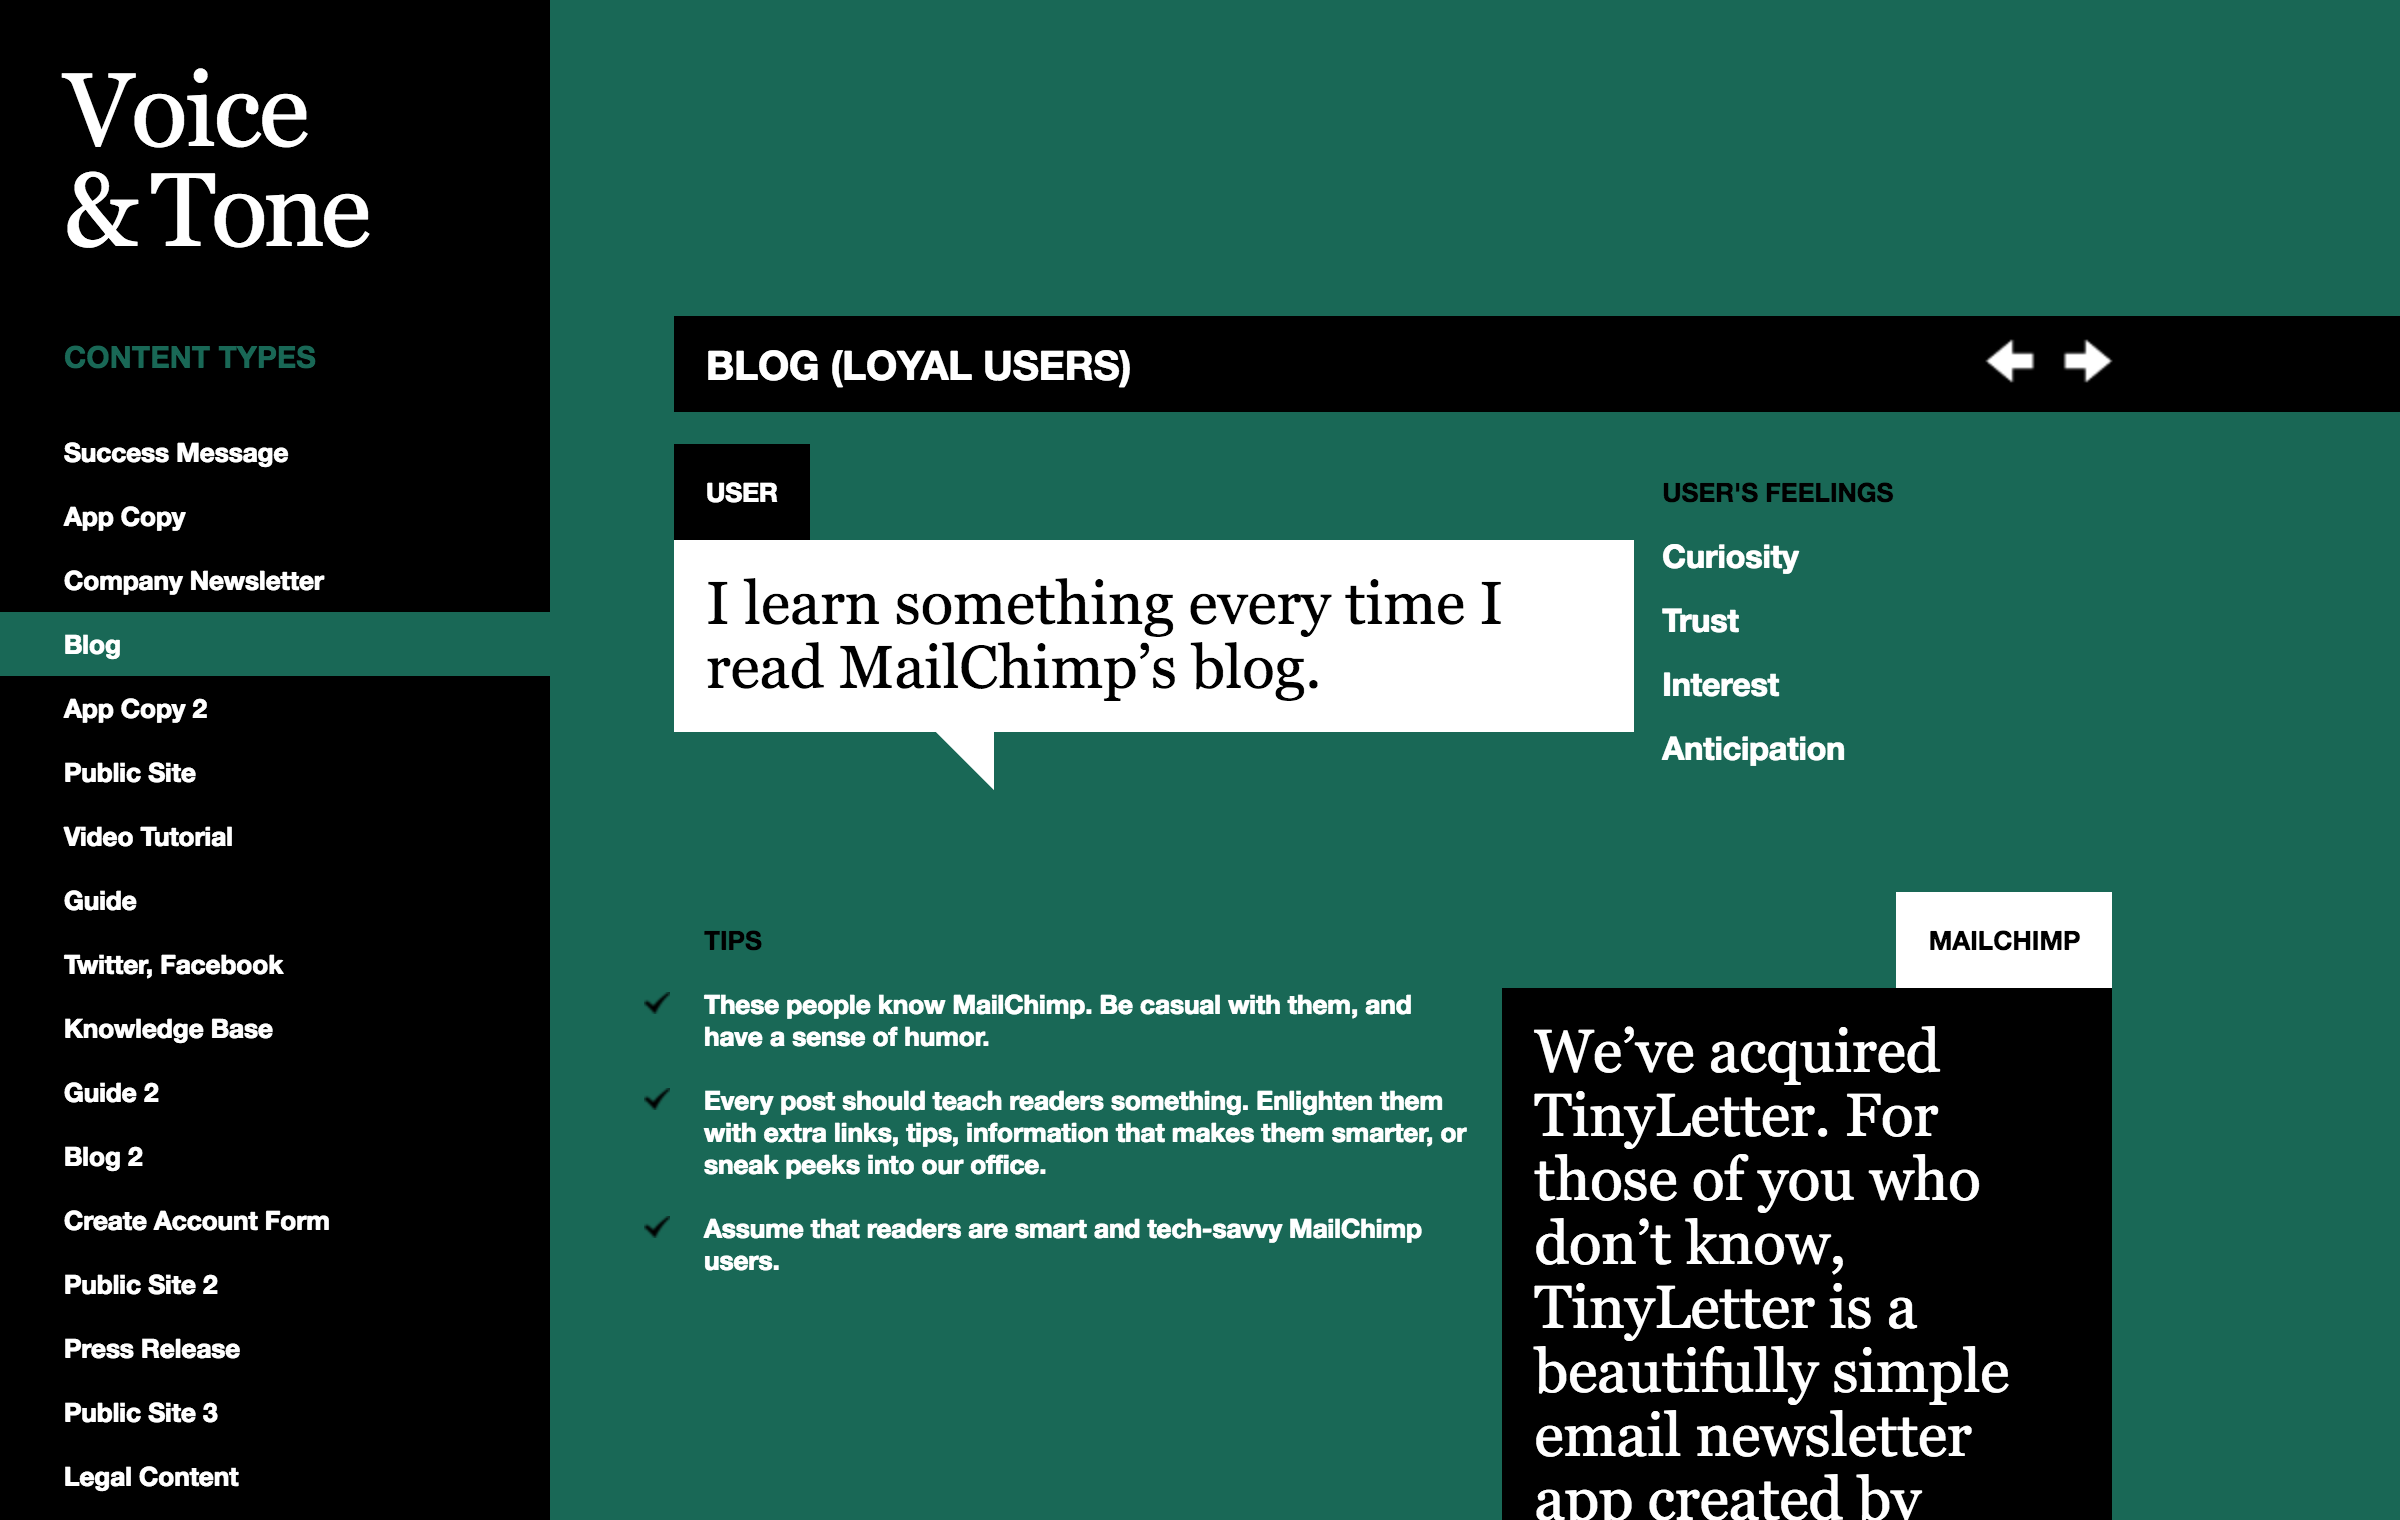 Voice
& Tone
CONTENT TYPES
Success Message
App Copy
Company Newsletter
Blog
App Copy 2
Public Site
Video Tutorial
Guide
Twitter, Facebook
Knowledge Base
Guide 2
Blog 2
Create Account Form
Public Site 2
Press Release
Public Site 3
Legal Content
BLOG (LOYAL USERS)
USER
I learn something every time I
read MailChimp’s blog.
USER'S FEELINGS
Curiosity
Trust
Interest
Anticipation
TIPS
These people know MailChimp. Be casual with them, and
have a sense of humor.
Every post should teach readers something. Enlighten them
with extra links, tips, information that makes them smarter, or
sneak peeks into our office.
Assume that readers are smart and tech-savvy MailChimp
users.
MAILCHIMP
We’ve acquired
TinyLetter. For
those of you who
don’t know,
TinyLetter is a
beautifully simple
email newsletter
app created by